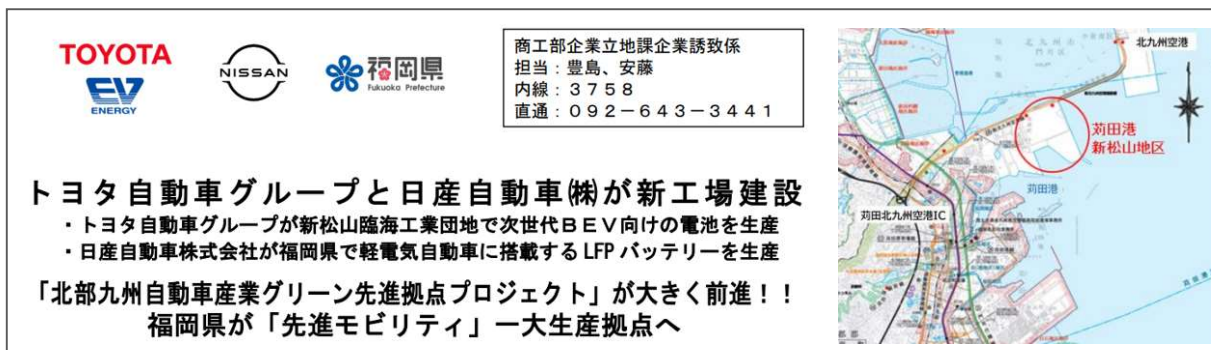 TOYOTA
EV
ENERGY
NISSAN
福岡県
Fukuoka Prefecture
商工部企業立地課企業誘致係
担当：豊島、安藤
内線：３７５８
直通：０９２－６４３－３４４１
トヨタ自動車グループと日産自動車㈱が新工場建設
・トヨタ自動車グループが新松山臨海工業団地で次世代ＢＥＶ向けの電池を生産
・日産自動車株式会社が福岡県で軽電気自動車に搭載する LFP バッテリーを生産
「北部九州自動車産業グリーン先進拠点プロジェクト」が大きく前進！！
福岡県が「先進モビリティ」一大生産拠点へ
北九州空港
苅田港
新松山地区
苅田港
苅田北九州空港IC